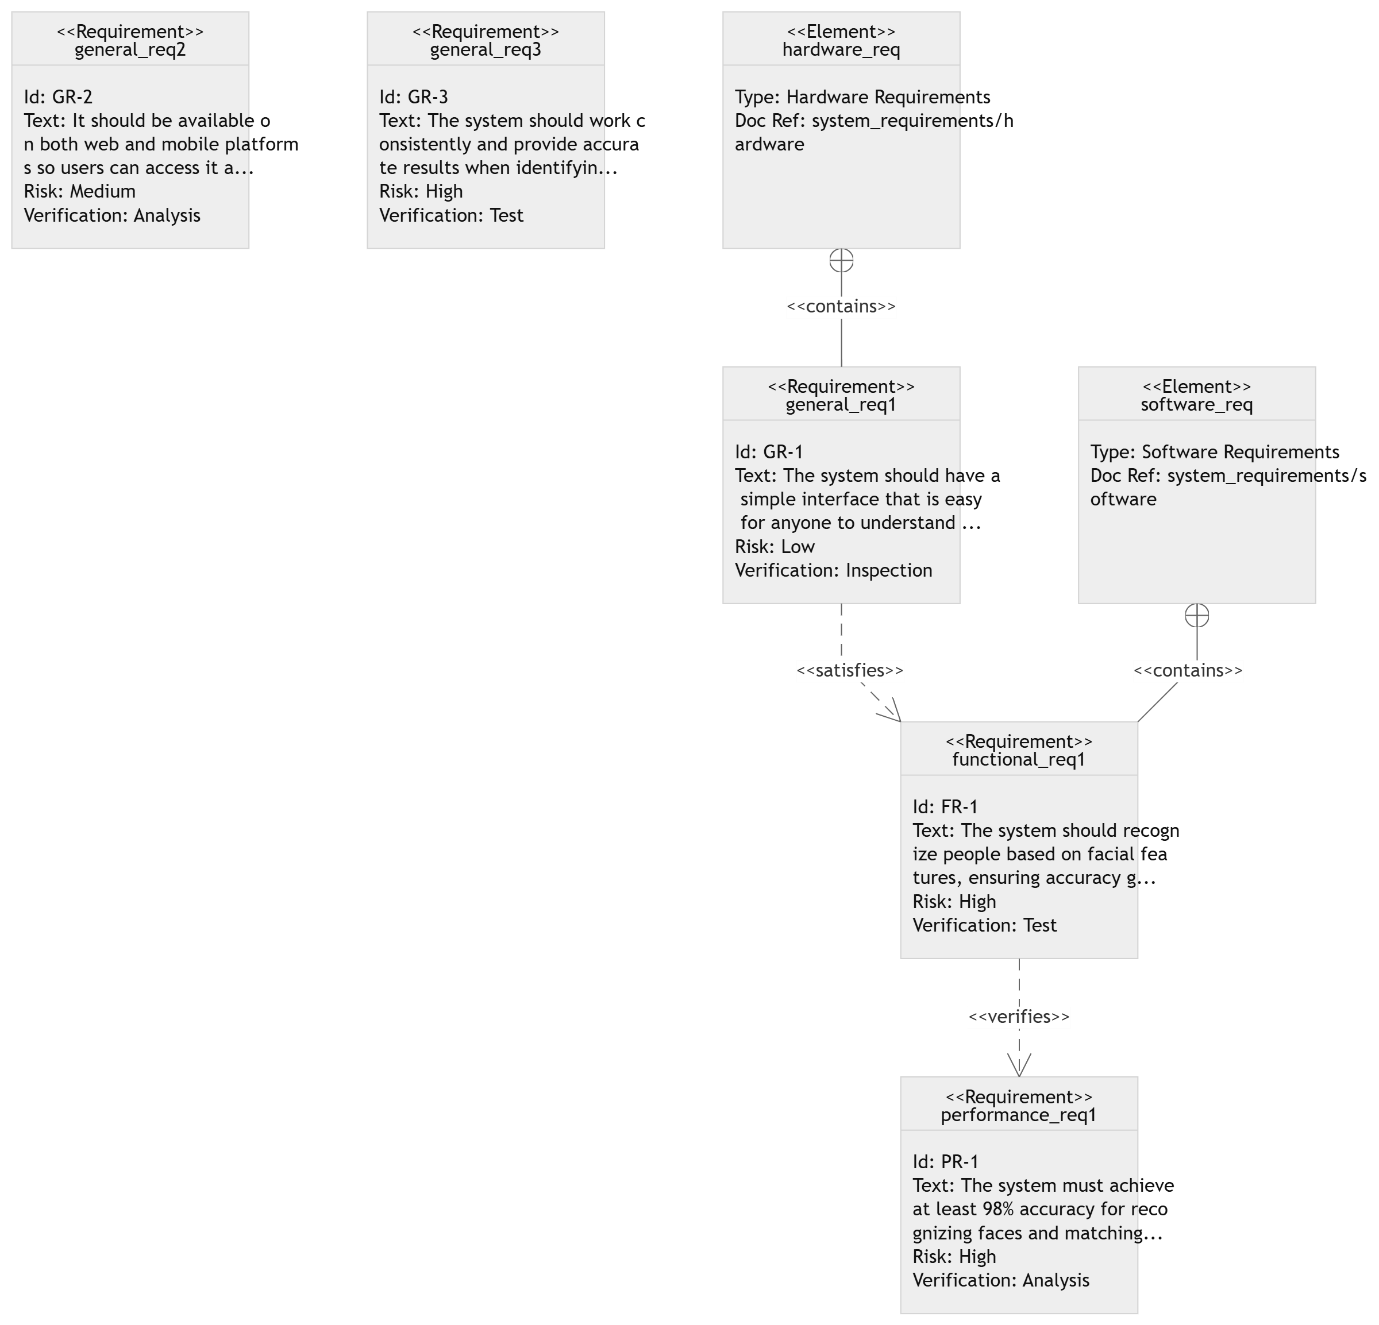 <<Requirement>>
general_req2
Id: GR-2
Text: It should be available o
n both web and mobile platform
s so users can access it a...
Risk: Medium
Verification: Analysis
<<Requirement>>
general_req3
Id: GR-3
Text: The system should work c
onsistently and provide accura
te results when identifyin...
Risk: High
Verification: Test
<<Element>>
hardware_req
Type: Hardware Requirements
Doc Ref: system_requirements/h
ardware
<<contains>>
<<Requirement>>
general_req1
Id: GR-1
Text: The system should have a
simple interface that is easy
for anyone to understand ...
Risk: Low
Verification: Inspection
<<Element>>
software_req
Type: Software Requirements
Doc Ref: system_requirements/s
oftware
<<satisfies>>
<<contains>>
<<Requirement>>
functional_req1
Id: FR-1
Text: The system should recogn
ize people based on facial fea
tures, ensuring accuracy g...
Risk: High
Verification: Test
<<verifies>>
<<Requirement>>
performance_req1
Id: PR-1
Text: The system must achieve
at least 98% accuracy for reco
gnizing faces and matching...
Risk: High
Verification: Analysis